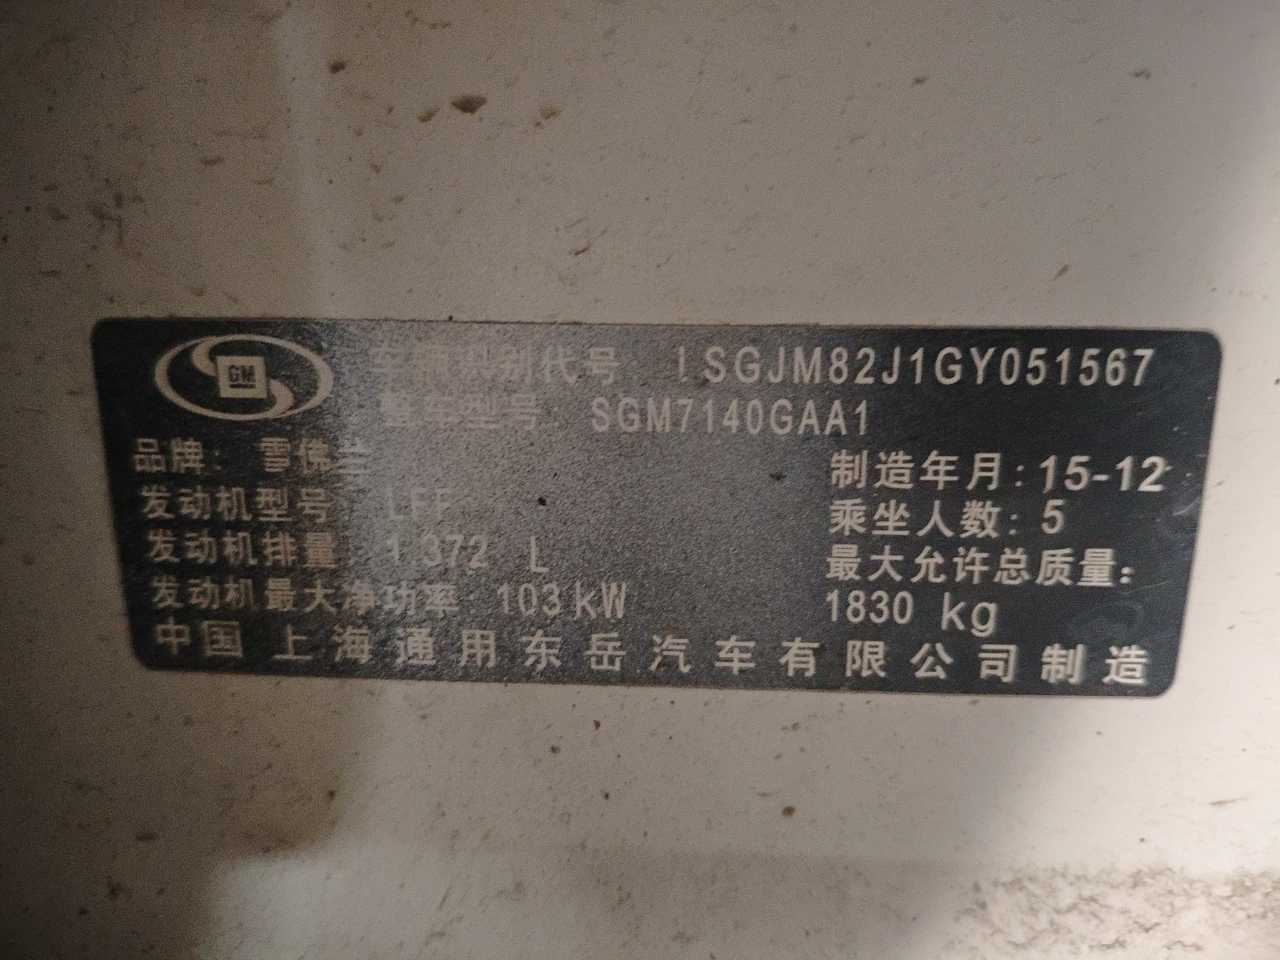 GM
车辆识别代号 LSGJM82J1GY051567
整车型号 SGM7140GAA1
品牌: 雪佛兰
制造年月: 15-12
发动机型号 LFF
乘坐人数: 5
发动机排量 1.372 L
最大允许总质量:
发动机最大净功率 103kW
1830 kg
中国 上海通用东岳汽车有限公司制造